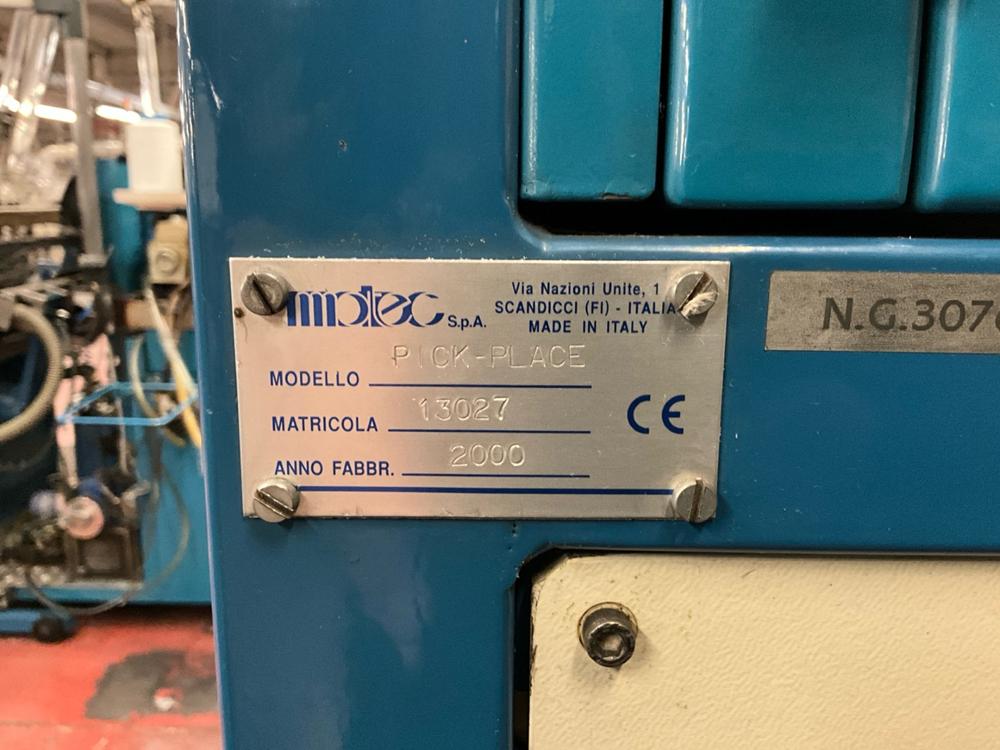 motec S.p.A.
Via Nazioni Unite, 1
SCANDICCI (FI) - ITALIA
MADE IN ITALY
MODELLO PICK-PLACE
MATRICOLA 13027
ANNO FABBR. 2000
CE